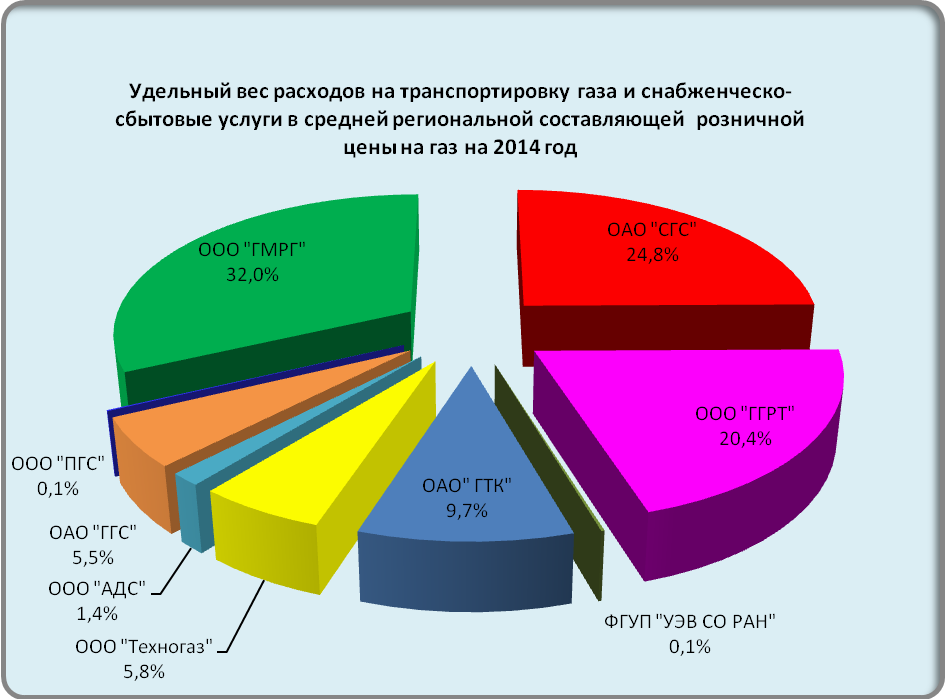 Удельный вес расходов на транспортировку газа и снабженческо-
сбытовые услуги в средней региональной составляющей розничной
цены на газ на 2014 год
ООО "ГМРГ"
32,0%
ОАО "СГС"
24,8%
ООО "ГГРТ"
20,4%
ООО "ПГС"
0,1%
ОАО" ГТК"
9,7%
ОАО "ГГС"
5,5%
ООО "АДС"
1,4%
ООО "Техногаз"
5,8%
ФГУП "УЭВ СО РАН"
0,1%